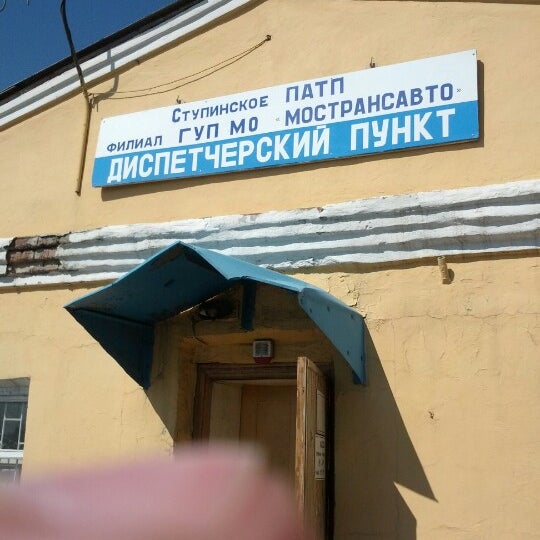 Ступинское ПАТП
филиал ГУП МО «Мострансавто»
ДИСПЕТЧЕРСКИЙ ПУНКТ